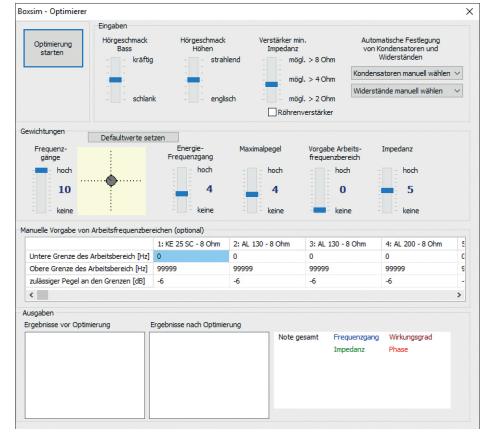 Boxsim - Optimierer
Optimierung
starten
Eingaben
Hörgeschmack
Bass
kräftig
schlank
Hörgeschmack
Höhen
strahlend
englisch
Verstärker min.
Impedanz
mögl. > 8 Ohm
mögl. > 4 Ohm
mögl. > 2 Ohm
Röhrenverstärker
Automatische Festlegung
von Kondensatoren und
Widerständen
Kondensatoren manuell wählen
Widerstände manuell wählen
Gewichtungen
Defaultwerte setzen
Frequenz-
gänge
hoch
10
keine
Energie-
Frequenzgang
hoch
4
keine
Maximalpegel
hoch
4
keine
Vorgabe Arbeits-
frequenzbereich
hoch
0
keine
Impedanz
hoch
5
keine
Manuelle Vorgabe von Arbeitsfrequenzbereichen (optional)
1: KE 25 SC - 8 Ohm 2: AL 130 - 8 Ohm 3: AL 130 - 8 Ohm 4: AL 200 - 8 Ohm
Untere Grenze des Arbeitsbereich [Hz] 0 0 0 0
Obere Grenze des Arbeitsbereich [Hz] 99999 99999 99999 99999
zulässiger Pegel an den Grenzen [dB] -6 -6 -6 -6
Ausgaben
Ergebnisse vor Optimierung Ergebnisse nach Optimierung
Note gesamt Frequenzgang Wirkungsgrad
Impedanz Phase